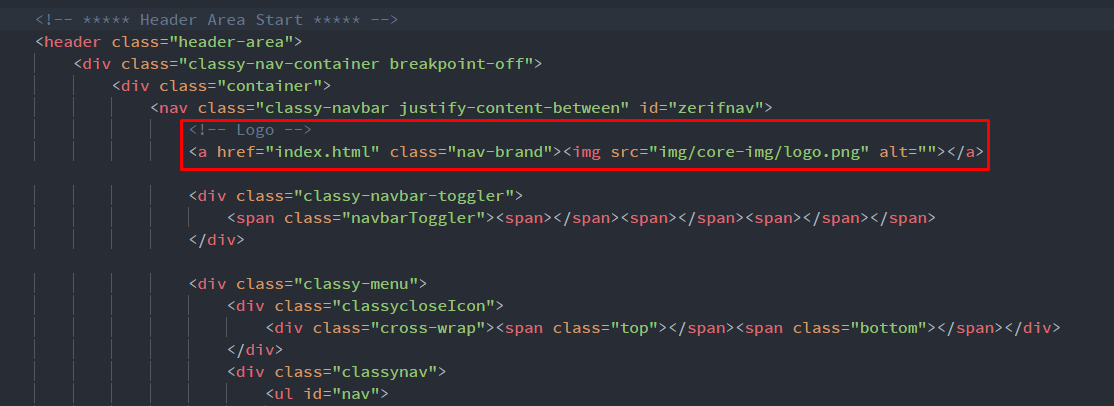 <!-- ***** Header Area Start ***** -->
<header class="header-area">
<div class="classy-nav-container breakpoint-off">
<div class="container">
<nav class="classy-navbar justify-content-between" id="zerifnav">
<!-- Logo -->
<a href="index.html" class="nav-brand"><img src="img/core-img/logo.png" alt=""></a>
<div class="classy-navbar-toggler">
<span class="navbarToggler"><span></span><span></span><span></span></span>
</div>
<div class="classy-menu">
<div class="classycloseIcon">
<div class="cross-wrap"><span class="top"></span><span class="bottom"></span></div>
</div>
<div class="classynav">
<ul id="nav">